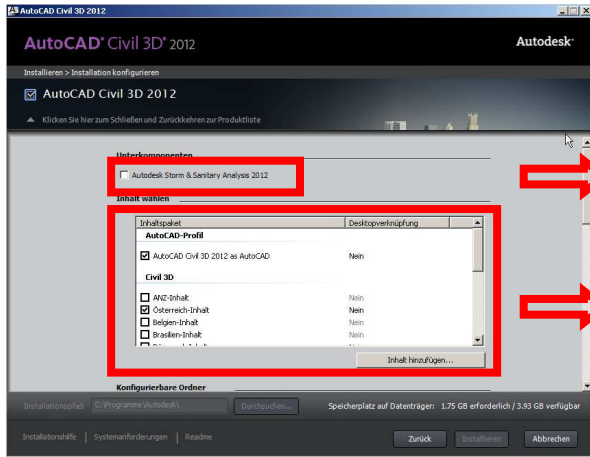 AutoCAD Civil 3D 2012
AutoCAD® Civil 3D® 2012
Autodesk®
Installieren > Installation konfigurieren
AutoCAD Civil 3D 2012
Klicken Sie hier zum Schließen und Zurückkehren zur Produktliste
Unterkomponenten
Autodesk Storm & Sanitary Analysis 2012
Inhalt wählen
Inhaltspaket Desktopverknüpfung
AutoCAD-Profil
AutoCAD Civil 3D 2012 as AutoCAD Nein
Civil 3D
ANZ-Inhalt Nein
Österreich-Inhalt Nein
Belgien-Inhalt Nein
Brasilien-Inhalt Nein
Inhalt hinzufügen...
Konfigurierbare Ordner
Installationspfad: C:\Programme\Autodesk\ Durchsuchen... Speicherplatz auf Datenträger: 1.75 GB erforderlich / 3.93 GB verfügbar
Installationshilfe | Systemanforderungen | Readme Zurück Installieren Abbrechen